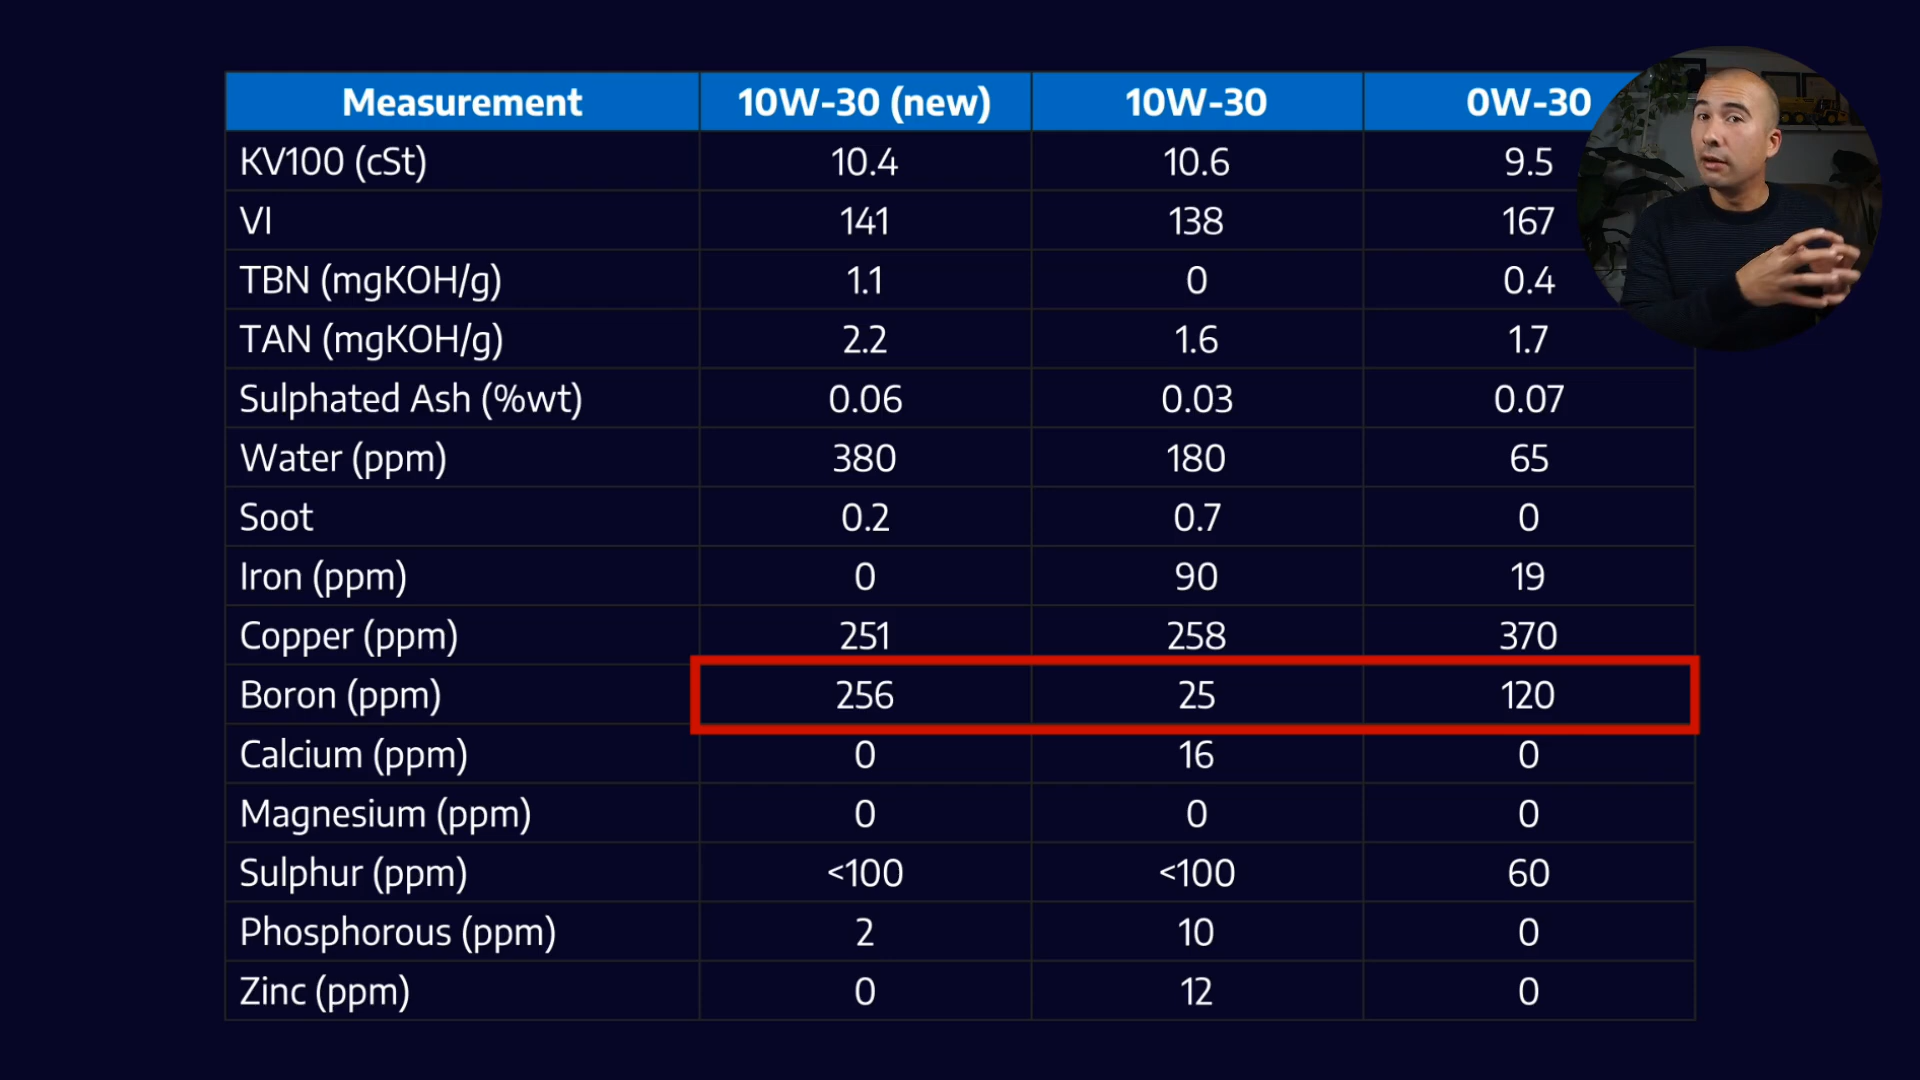 Measurement 10W-30 (new) 10W-30 0W-30
KV100 (cSt) 10.4 10.6 9.5
VI 141 138 167
TBN (mgKOH/g) 1.1 0 0.4
TAN (mgKOH/g) 2.2 1.6 1.7
Sulphated Ash (%wt) 0.06 0.03 0.07
Water (ppm) 380 180 65
Soot 0.2 0.7 0
Iron (ppm) 0 90 19
Copper (ppm) 251 258 370
Boron (ppm) 256 25 120
Calcium (ppm) 0 16 0
Magnesium (ppm) 0 0 0
Sulphur (ppm) <100 <100 60
Phosphorous (ppm) 2 10 0
Zinc (ppm) 0 12 0